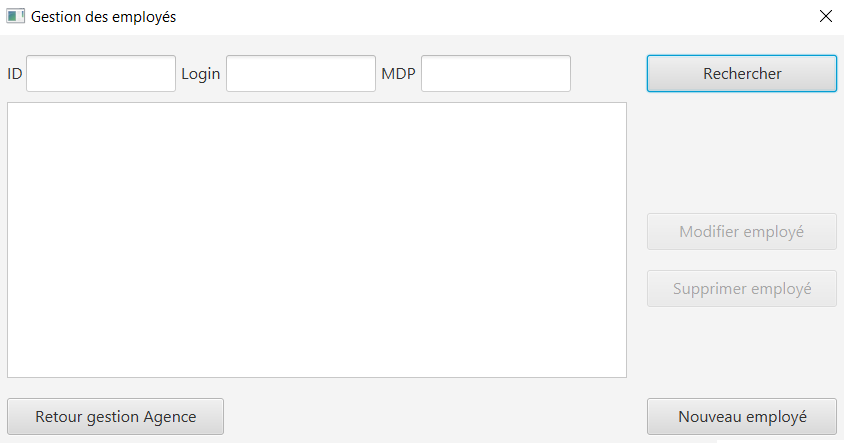 Gestion des employés
ID Login MDP Rechercher
Modifier employé
Supprimer employé
Retour gestion Agence Nouveau employé